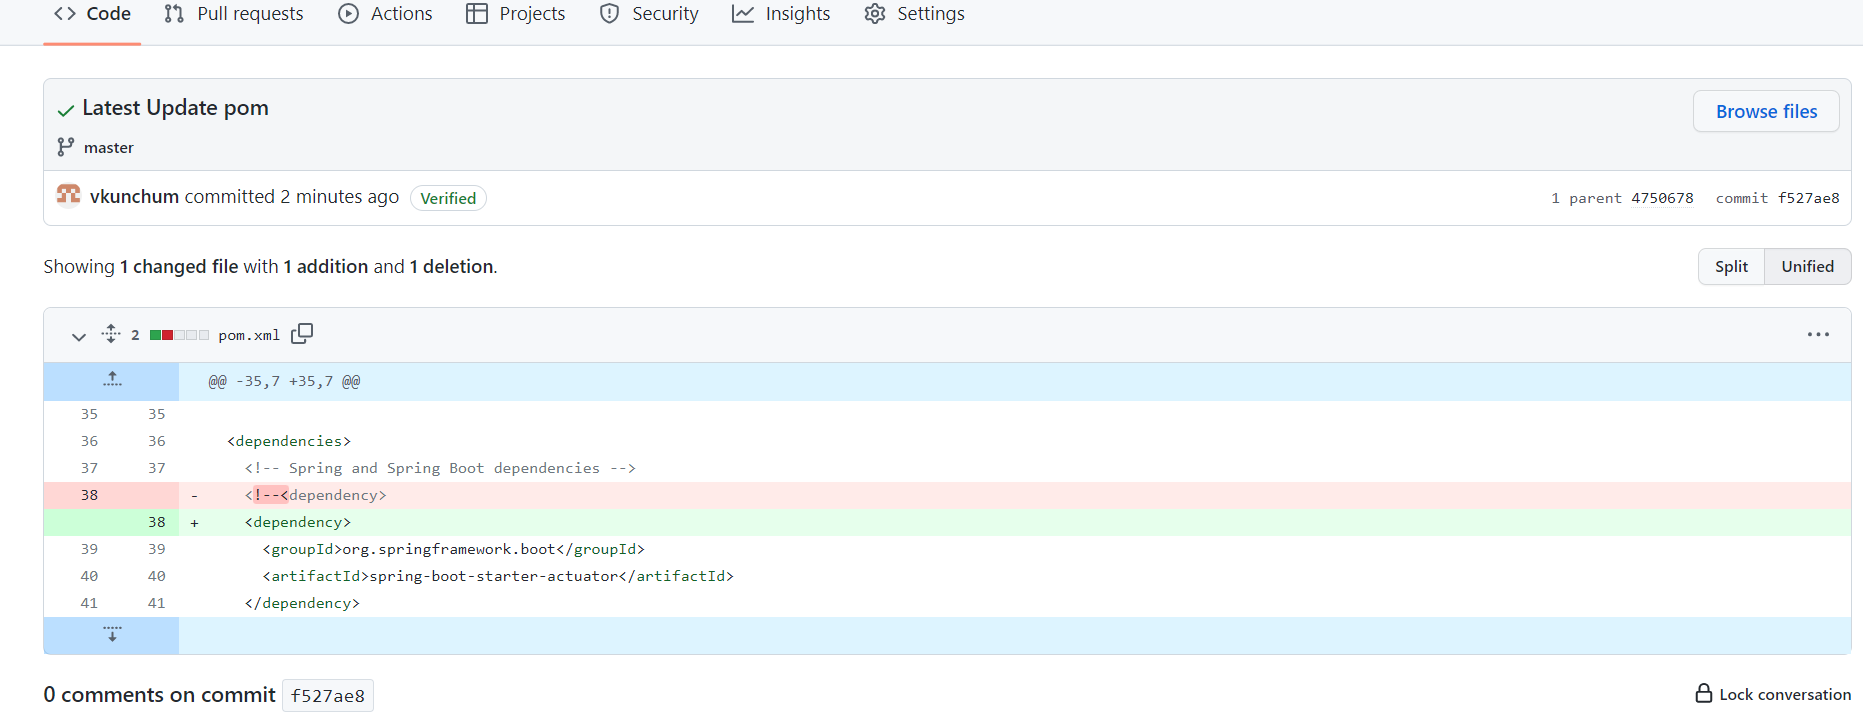 Code Pull requests Actions Projects Security Insights Settings
Latest Update pom
Browse files
master
vkunchum committed 2 minutes ago Verified 1 parent 4750678 commit f527ae8
Showing 1 changed file with 1 addition and 1 deletion.
Split Unified
2 pom.xml
@@ -35,7 +35,7 @@
35 35
36 36 <dependencies>
37 37 <!-- Spring and Spring Boot dependencies -->
38 - <!--<dependency>
38 + <dependency>
39 39 <groupId>org.springframework.boot</groupId>
40 40 <artifactId>spring-boot-starter-actuator</artifactId>
41 41 </dependency>
0 comments on commit f527ae8
Lock conversation